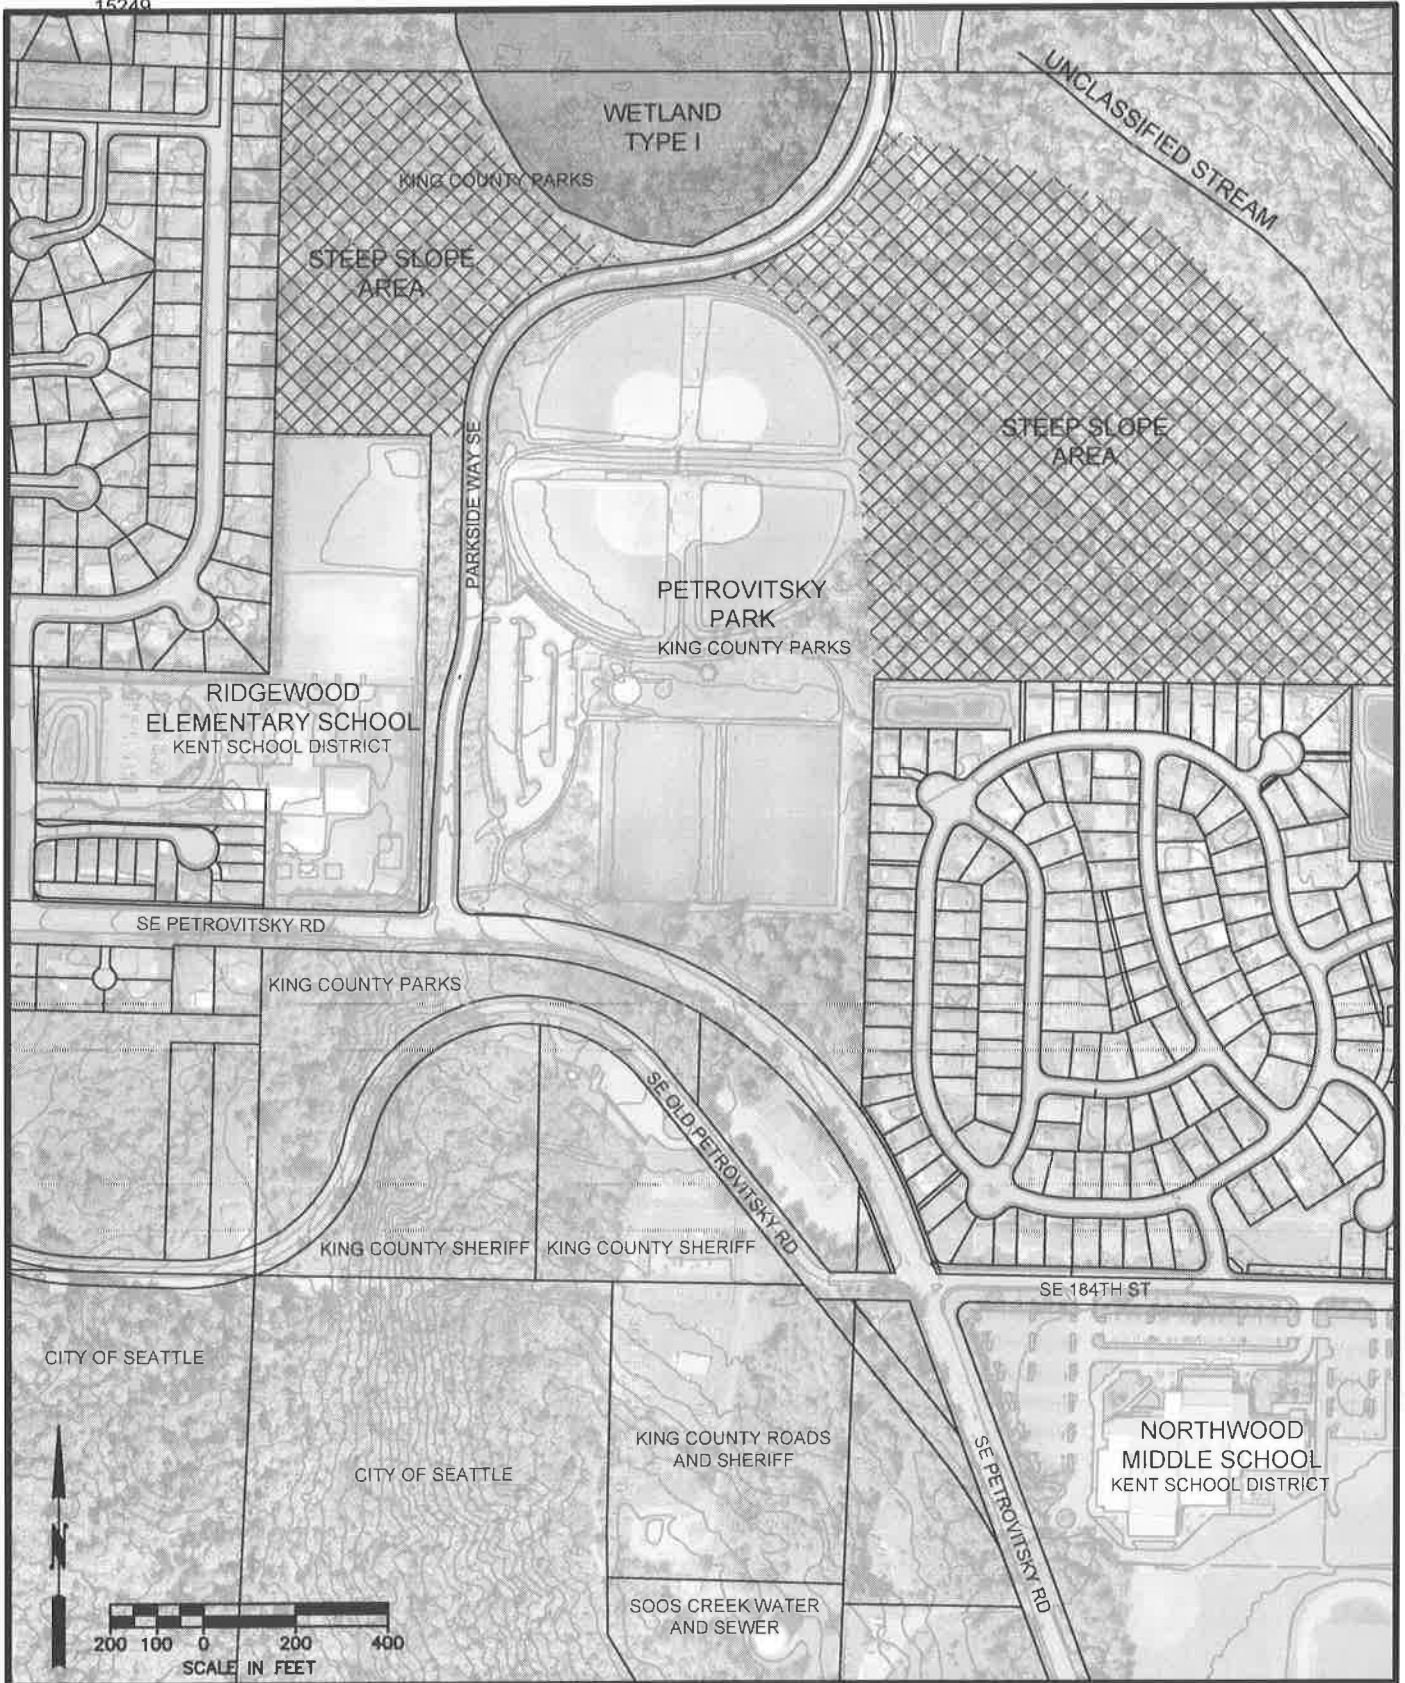 15249
WETLAND
TYPE I
UNCLASSIFIED STREAM
KING COUNTY PARKS
STEEP SLOPE
AREA
STEEP SLOPE
AREA
PARKSIDE WAY SE
PETROVITSKY
PARK
KING COUNTY PARKS
RIDGEWOOD
ELEMENTARY SCHOOL
KENT SCHOOL DISTRICT
SE PETROVITSKY RD
KING COUNTY PARKS
SE OLD PETROVITSKY RD
KING COUNTY SHERIFF
KING COUNTY SHERIFF
SE 184TH ST
CITY OF SEATTLE
CITY OF SEATTLE
KING COUNTY ROADS
AND SHERIFF
NORTHWOOD
MIDDLE SCHOOL
KENT SCHOOL DISTRICT
SE PETROVITSKY RD
N
SOOS CREEK WATER
AND SEWER
200 100 0 200 400
SCALE IN FEET